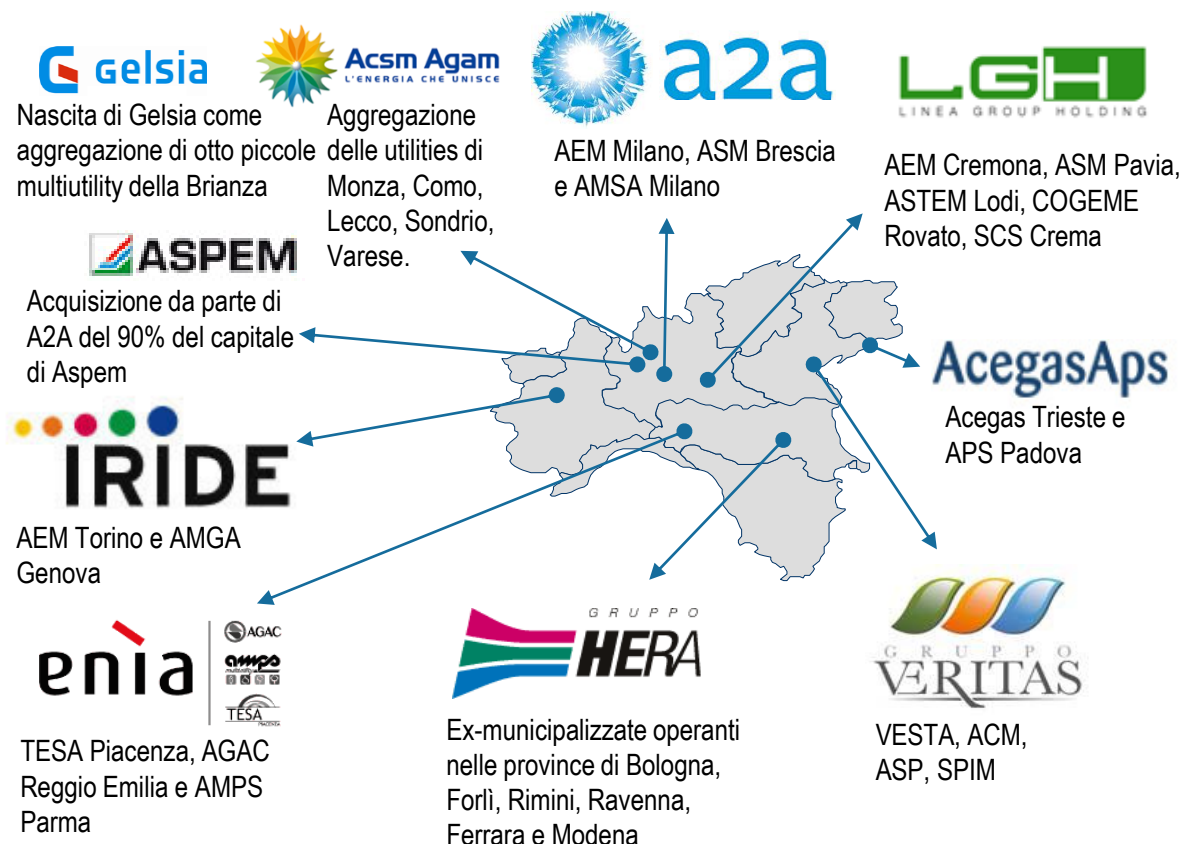 Gelsia
Nascita di Gelsia come
aggregazione di otto piccole
multiutility della Brianza
Acsm Agam
L'ENERGIA CHE UNISCE
Aggregazione
delle utilities di
Monza, Como,
Lecco, Sondrio,
Varese.
a2a
AEM Milano, ASM Brescia
e AMSA Milano
LGH
LINEA GROUP HOLDING
AEM Cremona, ASM Pavia,
ASTEM Lodi, COGEME
Rovato, SCS Crema
ASPEM
Acquisizione da parte di
A2A del 90% del capitale
di Aspem
AcegasAps
Acegas Trieste e
APS Padova
IRIDE
AEM Torino e AMGA
Genova
enìa
AGAC
amps
TESA
PIACENZA
TESA Piacenza, AGAC
Reggio Emilia e AMPS
Parma
GRUPPO
HERA
Ex-municipalizzate operanti
nelle province di Bologna,
Forlì, Rimini, Ravenna,
Ferrara e Modena
GRUPPO
VERITAS
VESTA, ACM,
ASP, SPIM